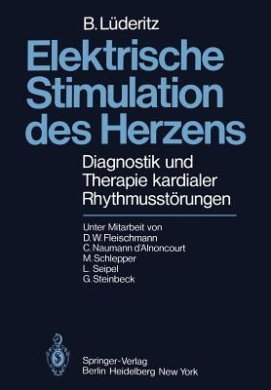 B. Lüderitz
Elektrische
Stimulation
des Herzens
Diagnostik und
Therapie kardialer
Rhythmusstörungen
Unter Mitarbeit von
D. W. Fleischmann
C. Naumann d'Alnoncourt
M. Schlepper
L. Seipel
G. Steinbeck
Springer-Verlag
Berlin Heidelberg New York